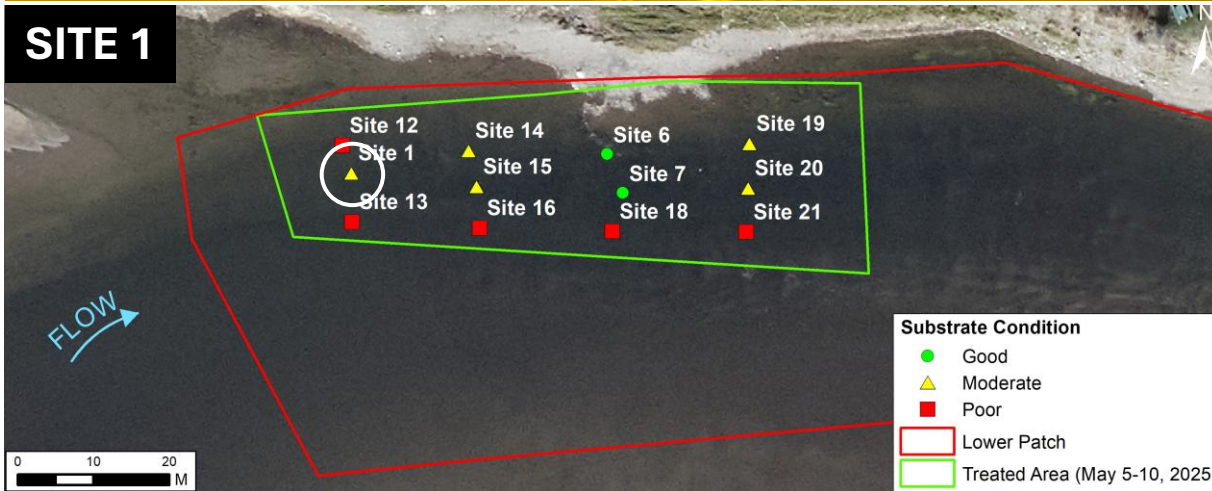 SITE 1
N
Site 12
Site 1
Site 13
Site 14
Site 15
Site 16
Site 6
Site 7
Site 18
Site 19
Site 20
Site 21
FLOW
Substrate Condition
Good
Moderate
Poor
Lower Patch
Treated Area (May 5-10, 2025
0 10 20
M